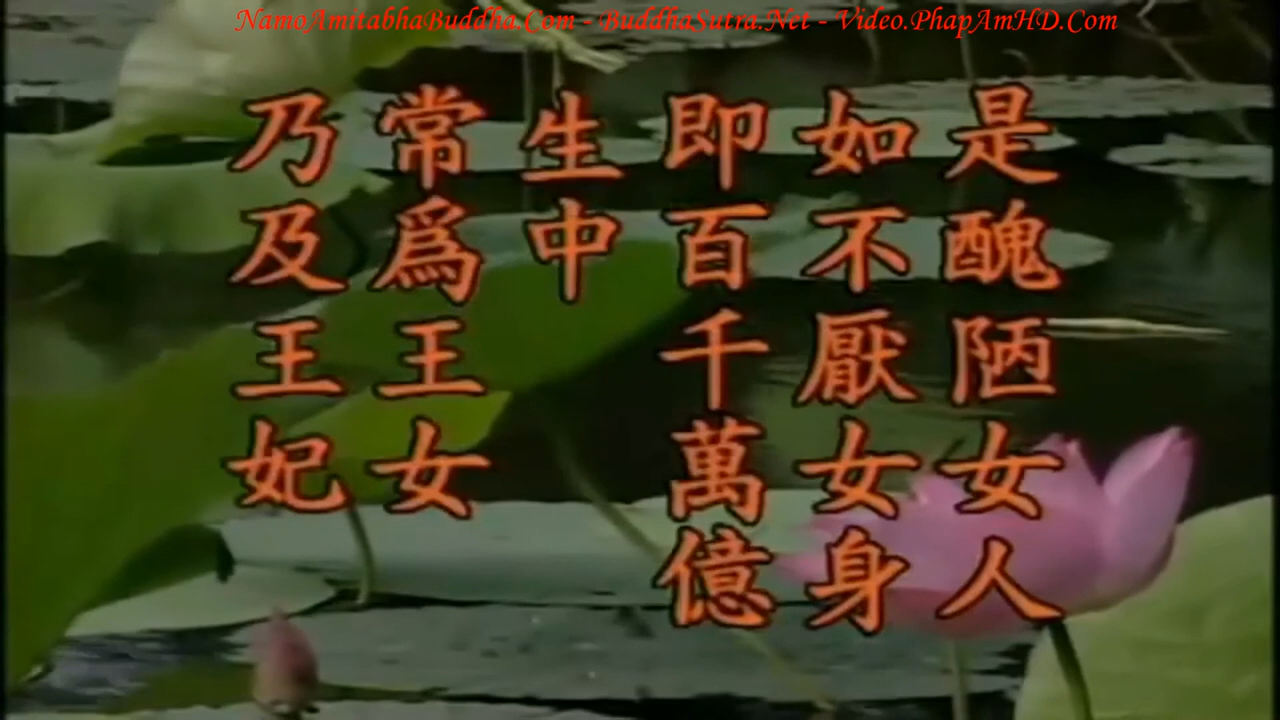 NamoAmitabhaBuddha.Com - BuddhaSutra.Net - Video.PhapAmHD.Com
是醜陋女人
如不厭女身
即百千萬億
生中
常爲王女
乃及王妃